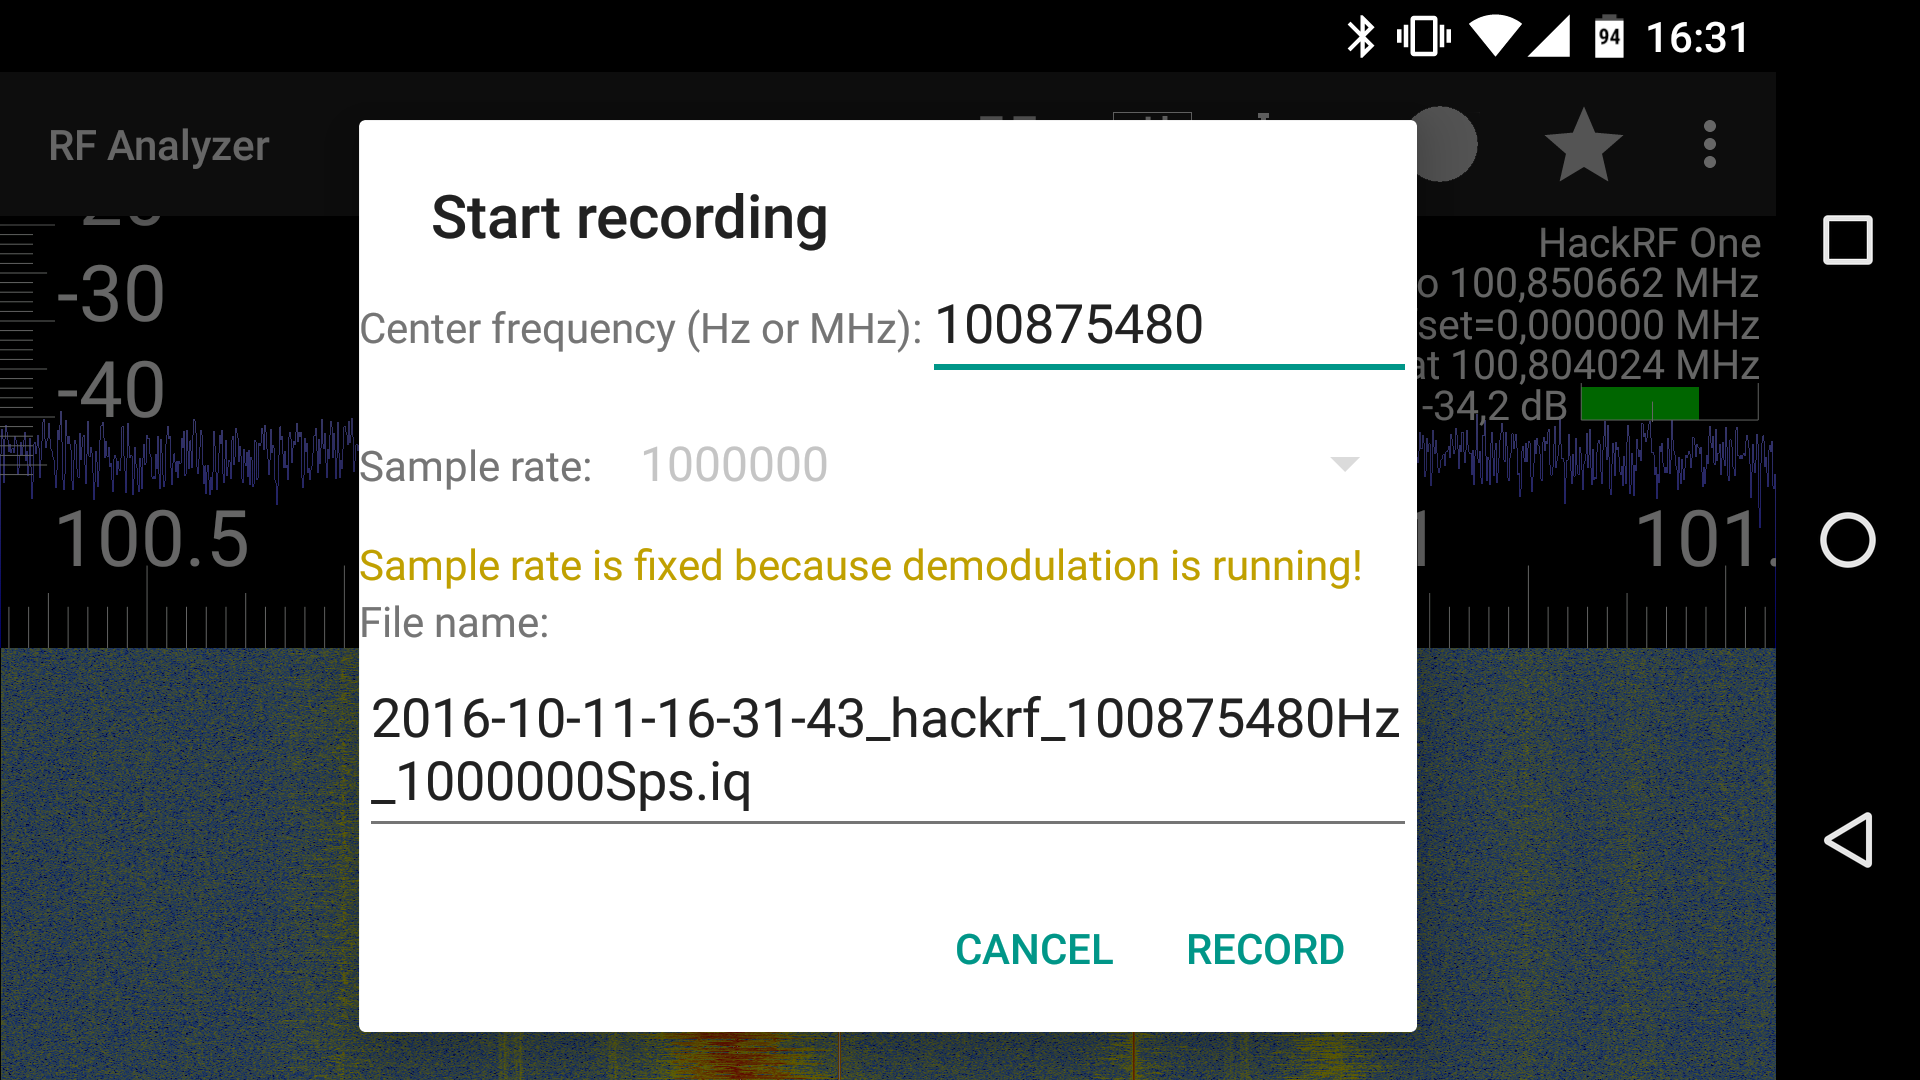 94 16:31
RF Analyzer
Start recording
-30
-40
100.5
HackRF One
100,850662 MHz
set=0,000000 MHz
at 100,804024 MHz
-34,2 dB
101.
Center frequency (Hz or MHz): 100875480
Sample rate: 1000000
Sample rate is fixed because demodulation is running!
File name:
2016-10-11-16-31-43_hackrf_100875480Hz
_1000000Sps.iq
CANCEL RECORD